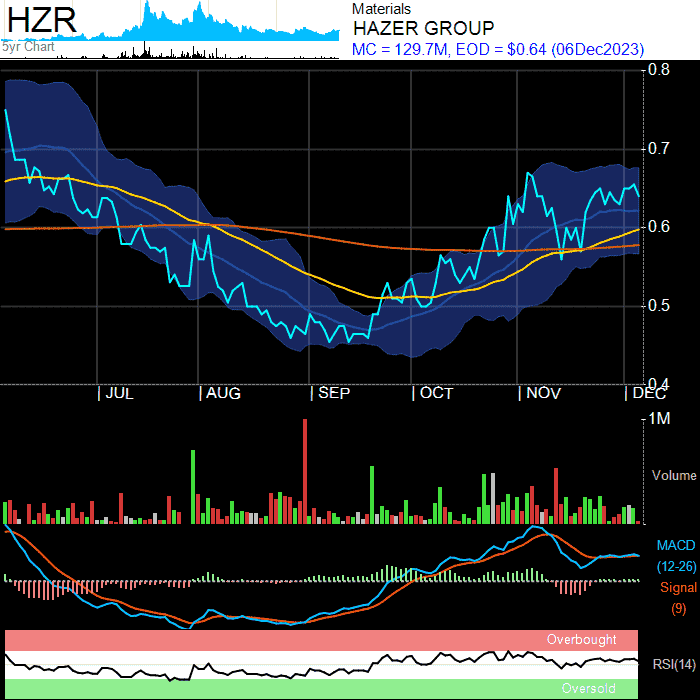 HZR
5yr Chart
Materials
HAZER GROUP
MC = 129.7M, EOD = $0.64 (06Dec2023)
0.8
0.7
0.6
0.5
0.4
| JUL | AUG | SEP | OCT | NOV | DEC
1M
Volume
MACD
(12-26)
Signal
(9)
Overbought
RSI(14)
Oversold